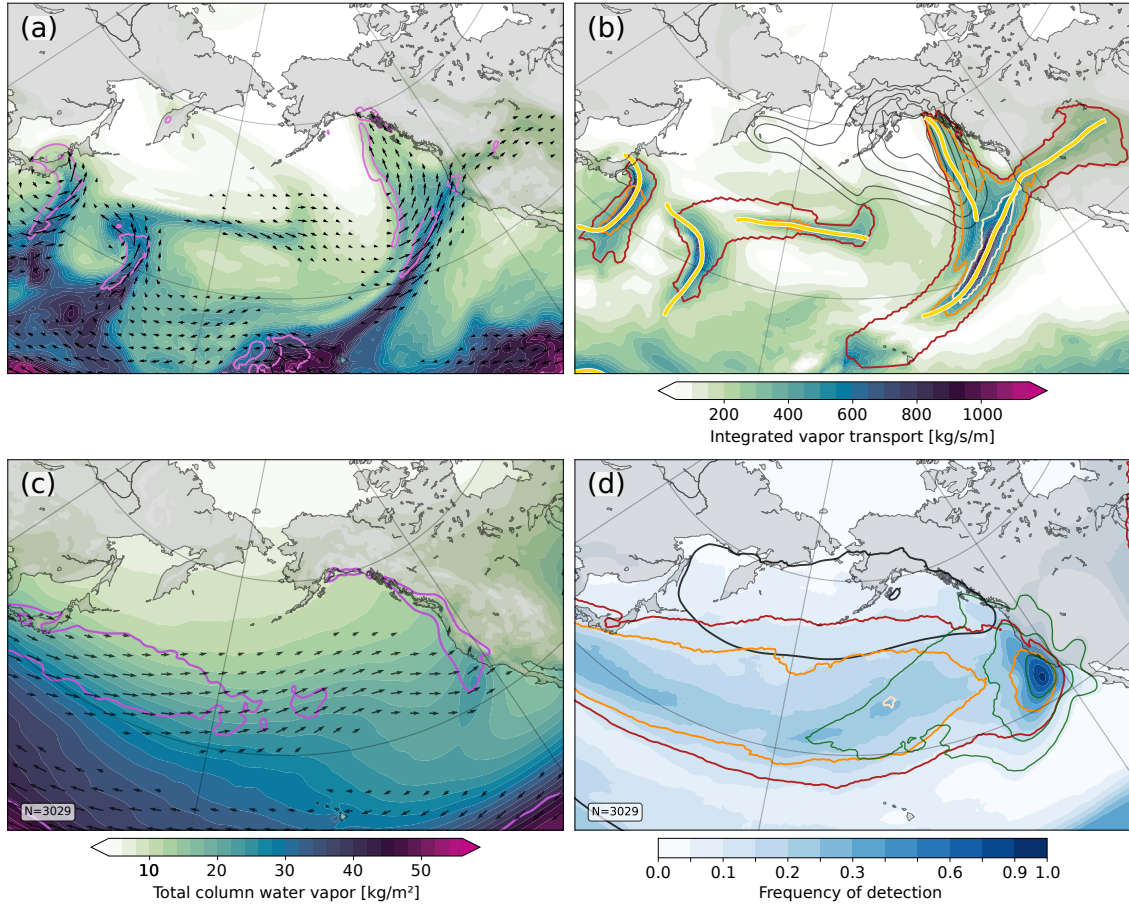 (a)
(b)
200 400 600 800 1000
Integrated vapor transport [kg/s/m]
(c)
(d)
N=3029
N=3029
10 20 30 40 50
Total column water vapor [kg/m²]
0.0 0.1 0.2 0.3 0.6 0.9 1.0
Frequency of detection